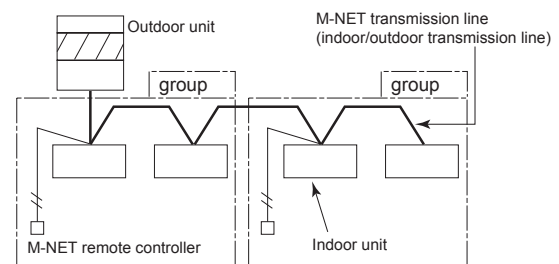 Outdoor unit
M-NET transmission line
(indoor/outdoor transmission line)
group
group
M-NET remote controller
Indoor unit